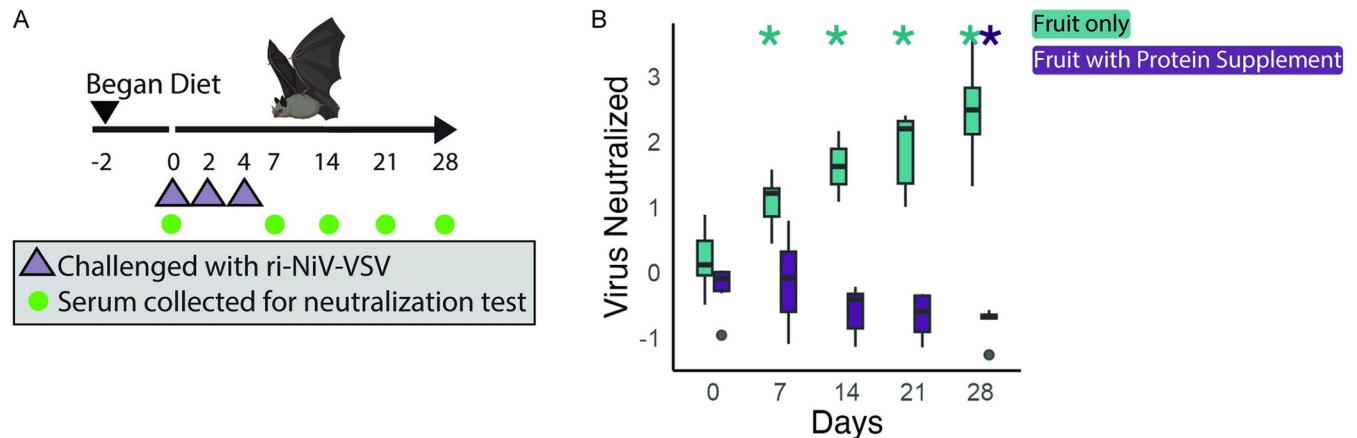 A
Began Diet
-2 0 2 4 7 14 21 28
Challenged with ri-NiV-VSV
Serum collected for neutralization test
B
* * * * *
Fruit only
Fruit with Protein Supplement
Virus Neutralized
3
2
1
0
-1
0 7 14 21 28
Days